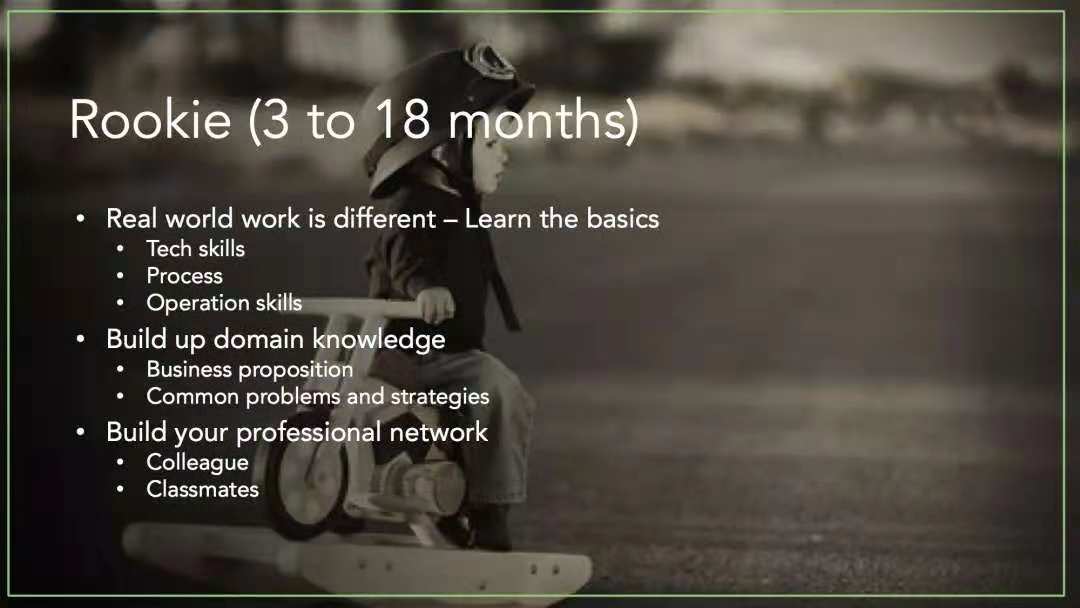 Rookie (3 to 18 months)
• Real world work is different – Learn the basics
• Tech skills
• Process
• Operation skills
• Build up domain knowledge
• Business proposition
• Common problems and strategies
• Build your professional network
• Colleague
• Classmates